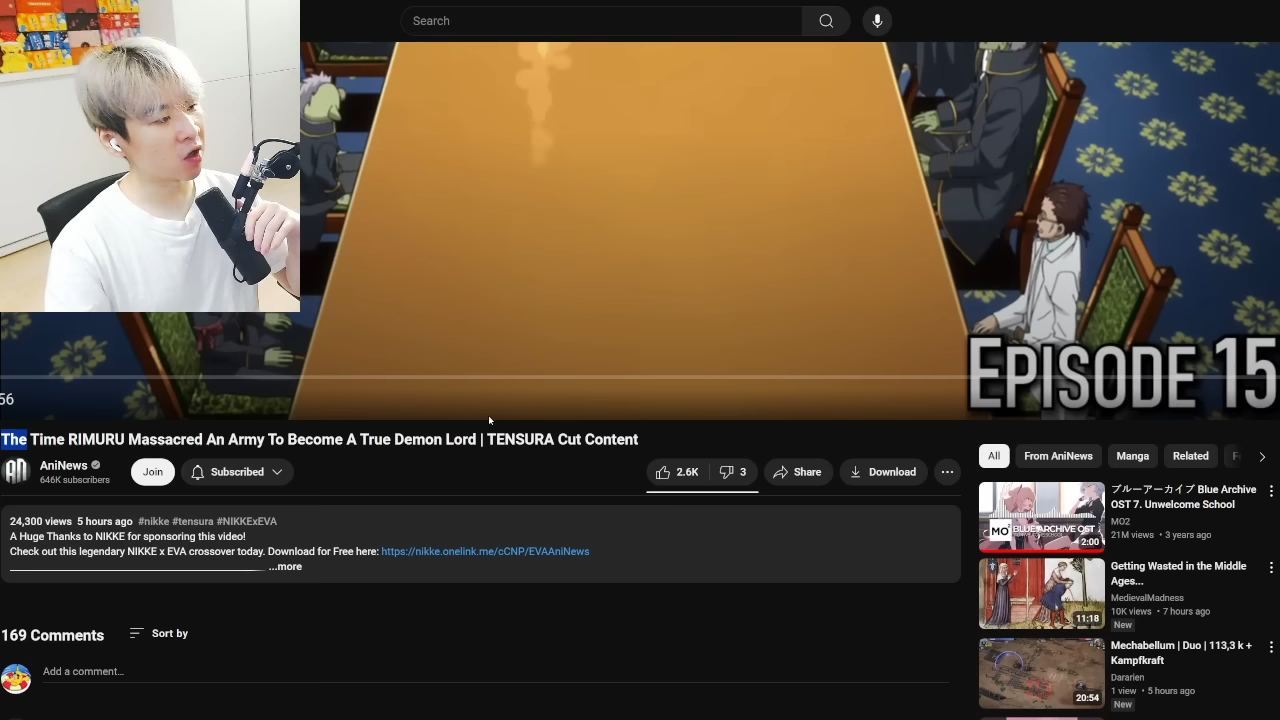 Search
EPISODE 15
56
The Time RIMURU Massacred An Army To Become A True Demon Lord | TENSURA Cut Content
AniNews
646K subscribers
Join
Subscribed
2.6K
3
Share
Download
24,300 views 5 hours ago #nikke #tensura #NIKKExEVA
A Huge Thanks to NIKKE for sponsoring this video!
Check out this legendary NIKKE x EVA crossover today. Download for Free here: https://nikke.onelink.me/cCNP/EVAAniNews
...more
169 Comments
Sort by
Add a comment...
All
From AniNews
Manga
Related
MO
BLUE ARCHIVE OST
2:00
ブルーアーカイブ Blue Archive
OST 7. Unwelcome School
MO2
21M views • 3 years ago
11:18
Getting Wasted in the Middle
Ages...
MedievalMadness
10K views • 7 hours ago
New
20:54
Mechabellum | Duo | 113,3 k +
Kampfkraft
Dararien
1 view • 5 hours ago
New